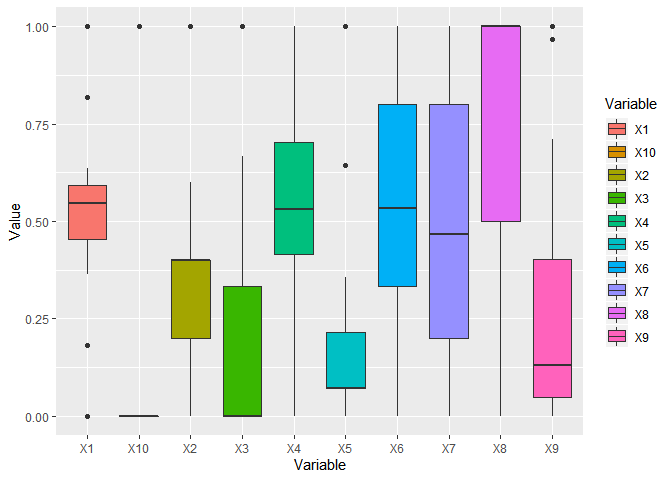 1.00
0.75
0.50
0.25
0.00
Value
X1 X10 X2 X3 X4 X5 X6 X7 X8 X9
Variable
Variable
X1
X10
X2
X3
X4
X5
X6
X7
X8
X9